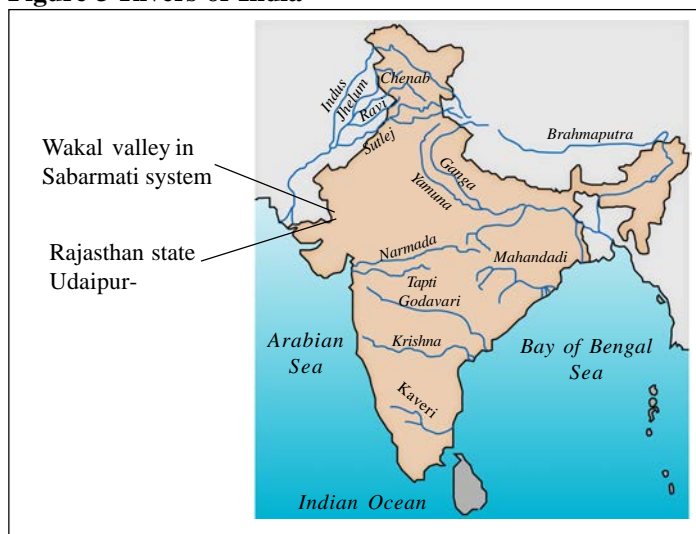 Figure 3 Rivers of India
Indus
Jhelum
Chenab
Ravi
Sutlej
Wakal valley in
Sabarmati system
Brahmaputra
Ganga
Yamuna
Rajasthan state
Udaipur-
Narmada
Mahandadi
Tapti
Godavari
Arabian
Sea
Krishna
Bay of Bengal
Sea
Kaveri
Indian Ocean